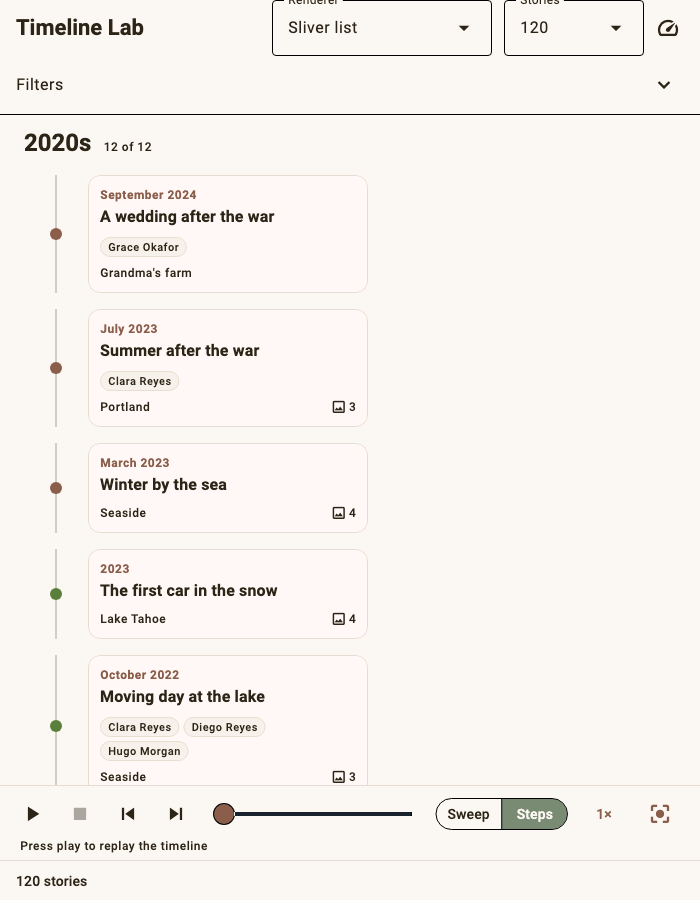 Timeline Lab
Renderer
Sliver list
Stories
120
Filters
2020s 12 of 12
September 2024
A wedding after the war
Grace Okafor
Grandma's farm
July 2023
Summer after the war
Clara Reyes
Portland 3
March 2023
Winter by the sea
Seaside 4
2023
The first car in the snow
Lake Tahoe 4
October 2022
Moving day at the lake
Clara Reyes Diego Reyes
Hugo Morgan
Seaside 3
Sweep Steps 1×
Press play to replay the timeline
120 stories